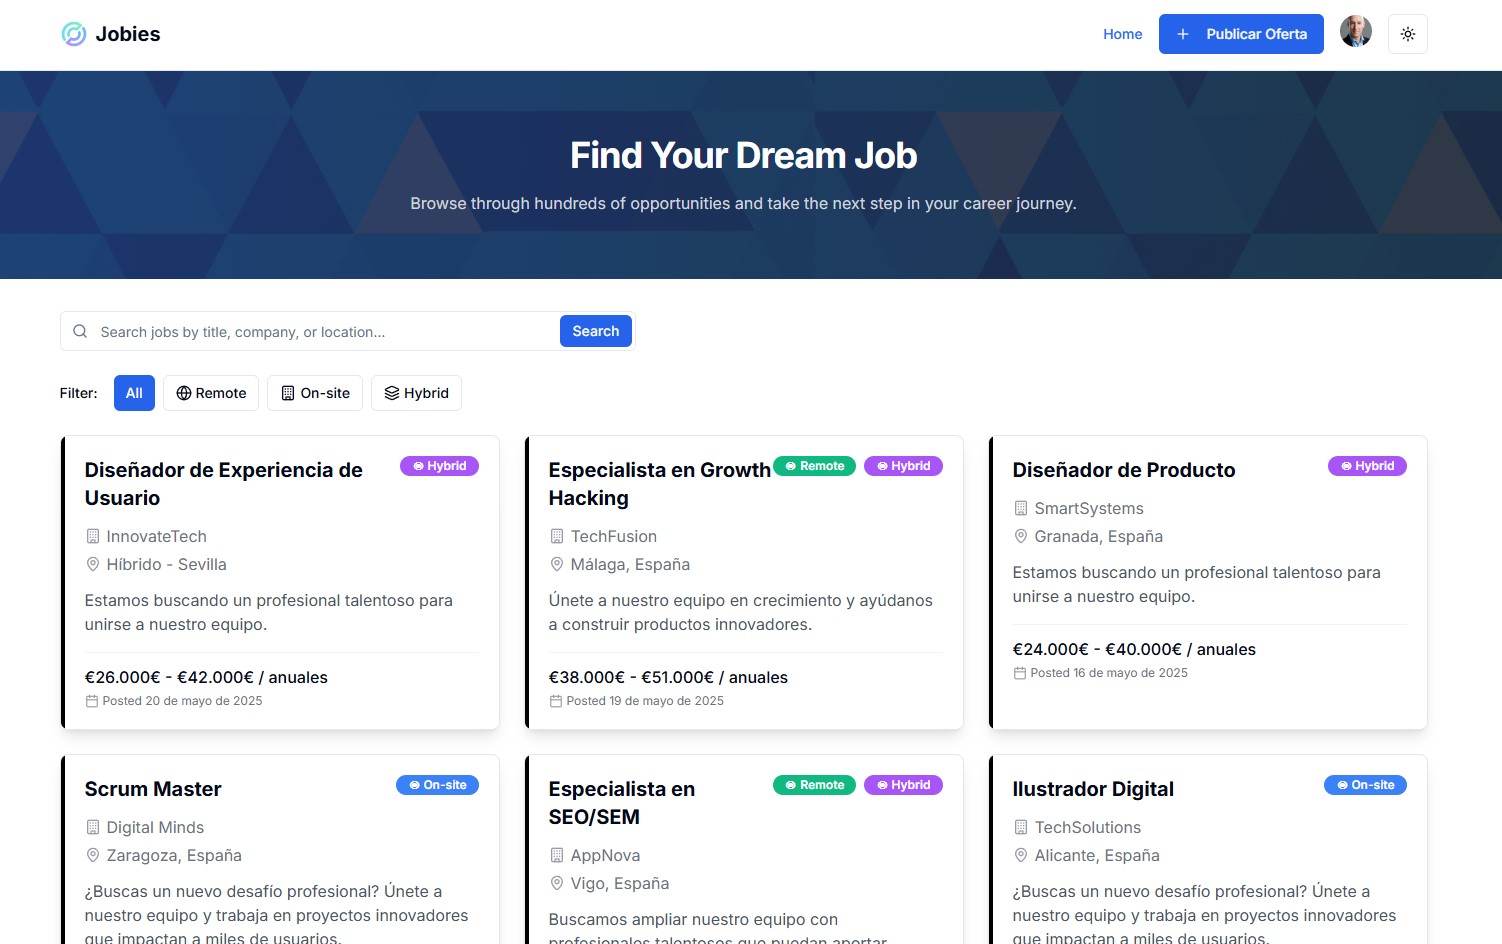 Jobies
Home
Publicar Oferta
Find Your Dream Job
Browse through hundreds of opportunities and take the next step in your career journey.
Search jobs by title, company, or location...
Search
Filter:
All
Remote
On-site
Hybrid
Diseñador de Experiencia de
Usuario
Hybrid
InnovateTech
Híbrido - Sevilla
Estamos buscando un profesional talentoso para
unirse a nuestro equipo.
€26.000€ - €42.000€ / anuales
Posted 20 de mayo de 2025
Especialista en Growth
Hacking
Remote
Hybrid
TechFusion
Málaga, España
Únete a nuestro equipo en crecimiento y ayúdanos
a construir productos innovadores.
€38.000€ - €51.000€ / anuales
Posted 19 de mayo de 2025
Diseñador de Producto
Hybrid
SmartSystems
Granada, España
Estamos buscando un profesional talentoso para
unirse a nuestro equipo.
€24.000€ - €40.000€ / anuales
Posted 16 de mayo de 2025
Scrum Master
On-site
Digital Minds
Zaragoza, España
¿Buscas un nuevo desafío profesional? Únete a
nuestro equipo y trabaja en proyectos innovadores
que impactan a miles de usuarios.
Especialista en
SEO/SEM
Remote
Hybrid
AppNova
Vigo, España
Buscamos ampliar nuestro equipo con
profesionales talentosos que puedan aportar
Ilustrador Digital
On-site
TechSolutions
Alicante, España
¿Buscas un nuevo desafío profesional? Únete a
nuestro equipo y trabaja en proyectos innovadores
que impactan a miles de usuarios.